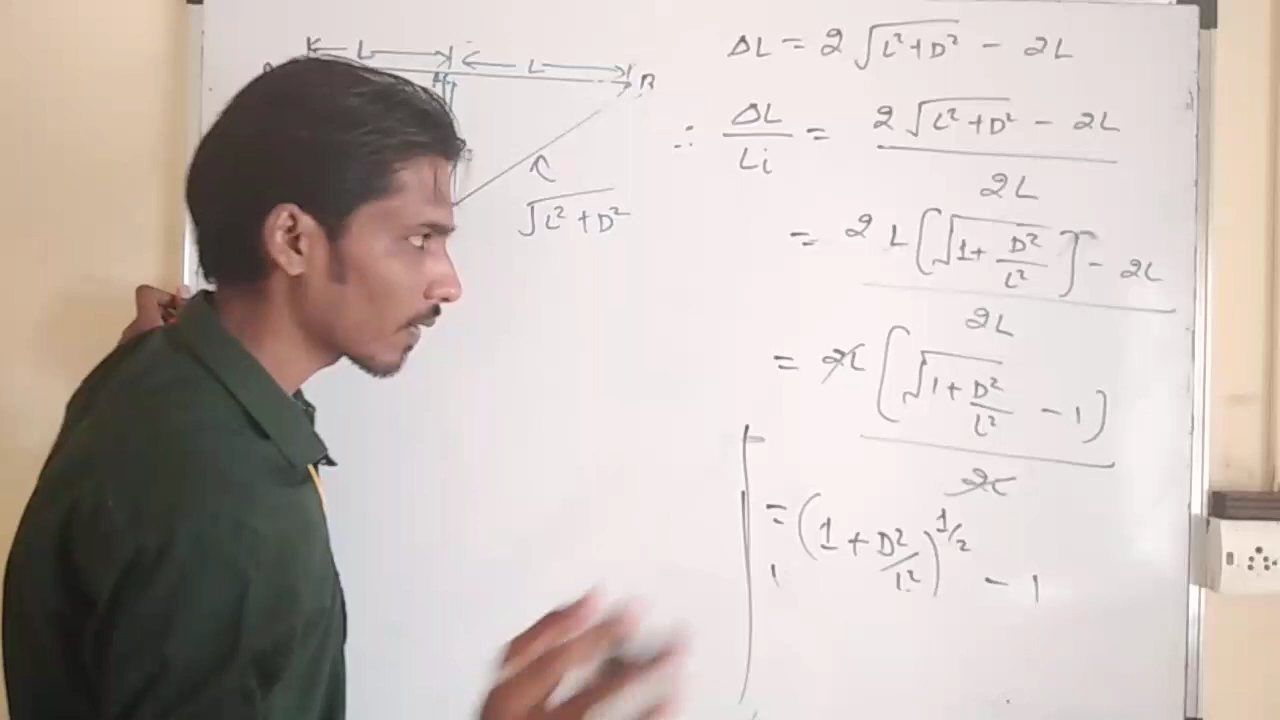 L L
B
√L² + D²
ΔL = 2 √L²+D² - 2L
∴ ΔL/Li = 2 √L²+D² - 2L / 2L
= 2 L [√1+ D²/L²] - 2L / 2L
= 2L [√1+ D²/L² - 1] / 2L
= (1 + D²/L²)^1/2 - 1